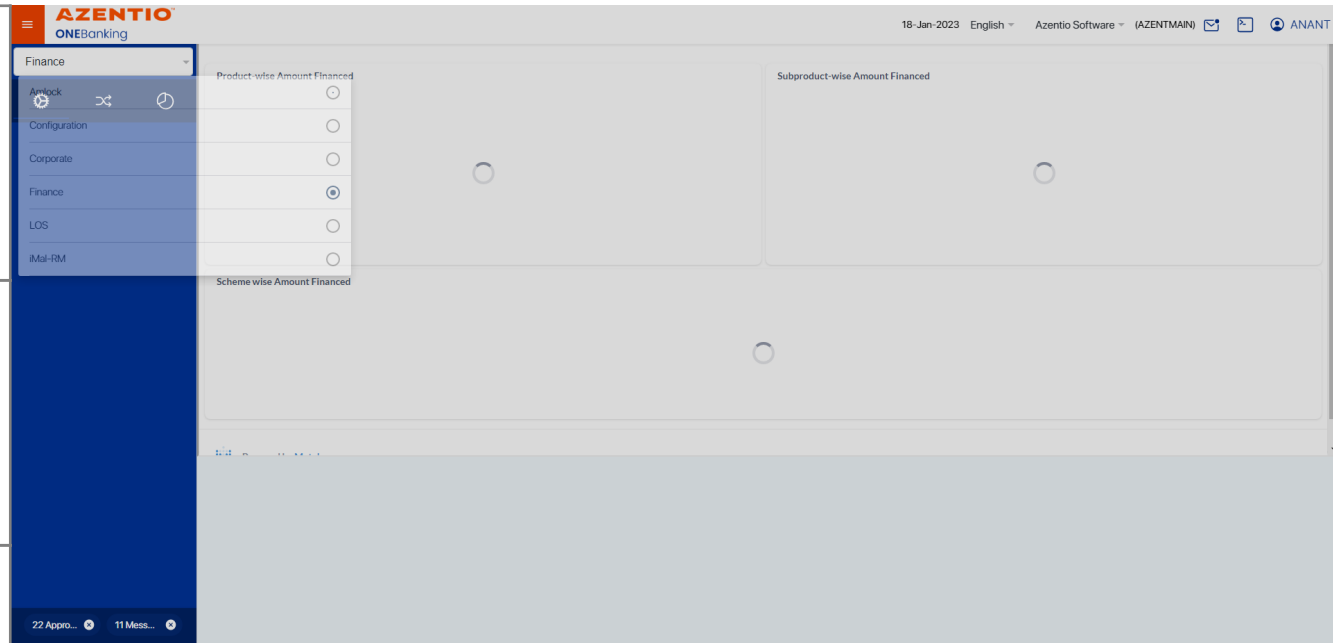 AZENTIO
ONEBanking
18-Jan-2023 English Azentio Software (AZENTMAIN) ANANT
Finance
Product-wise Amount Financed
Subproduct-wise Amount Financed
Amlock
Configuration
Corporate
Finance
LOS
iMal-RM
Scheme wise Amount Financed
22 Appro... 11 Mess...